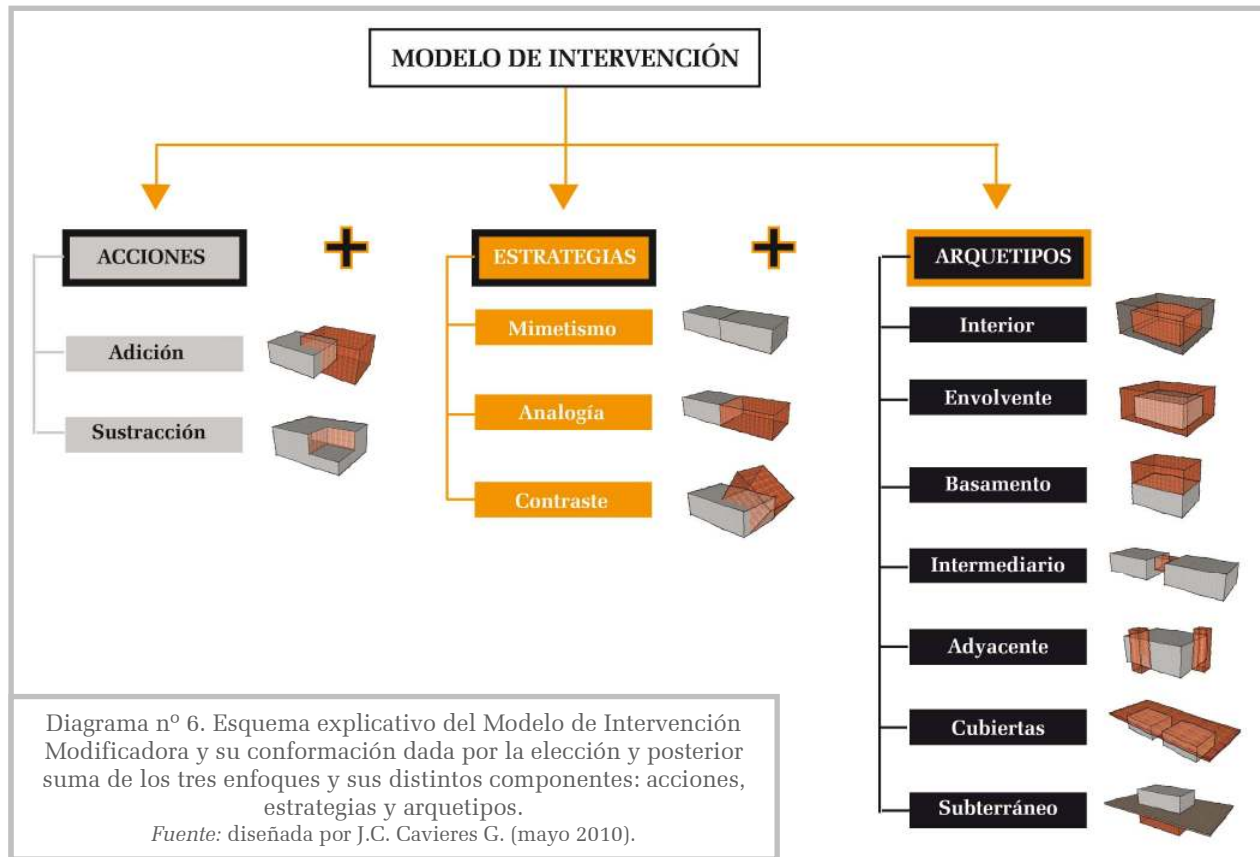 MODELO DE INTERVENCIÓN
ACCIONES
Adición
Sustracción
ESTRATEGIAS
Mimetismo
Analogía
Contraste
ARQUETIPOS
Interior
Envolvente
Basamento
Intermediario
Adyacente
Cubiertas
Subterráneo
Diagrama nº 6. Esquema explicativo del Modelo de Intervención
Modificadora y su conformación dada por la elección y posterior
suma de los tres enfoques y sus distintos componentes: acciones,
estrategias y arquetipos.
Fuente: diseñada por J.C. Cavieres G. (mayo 2010).